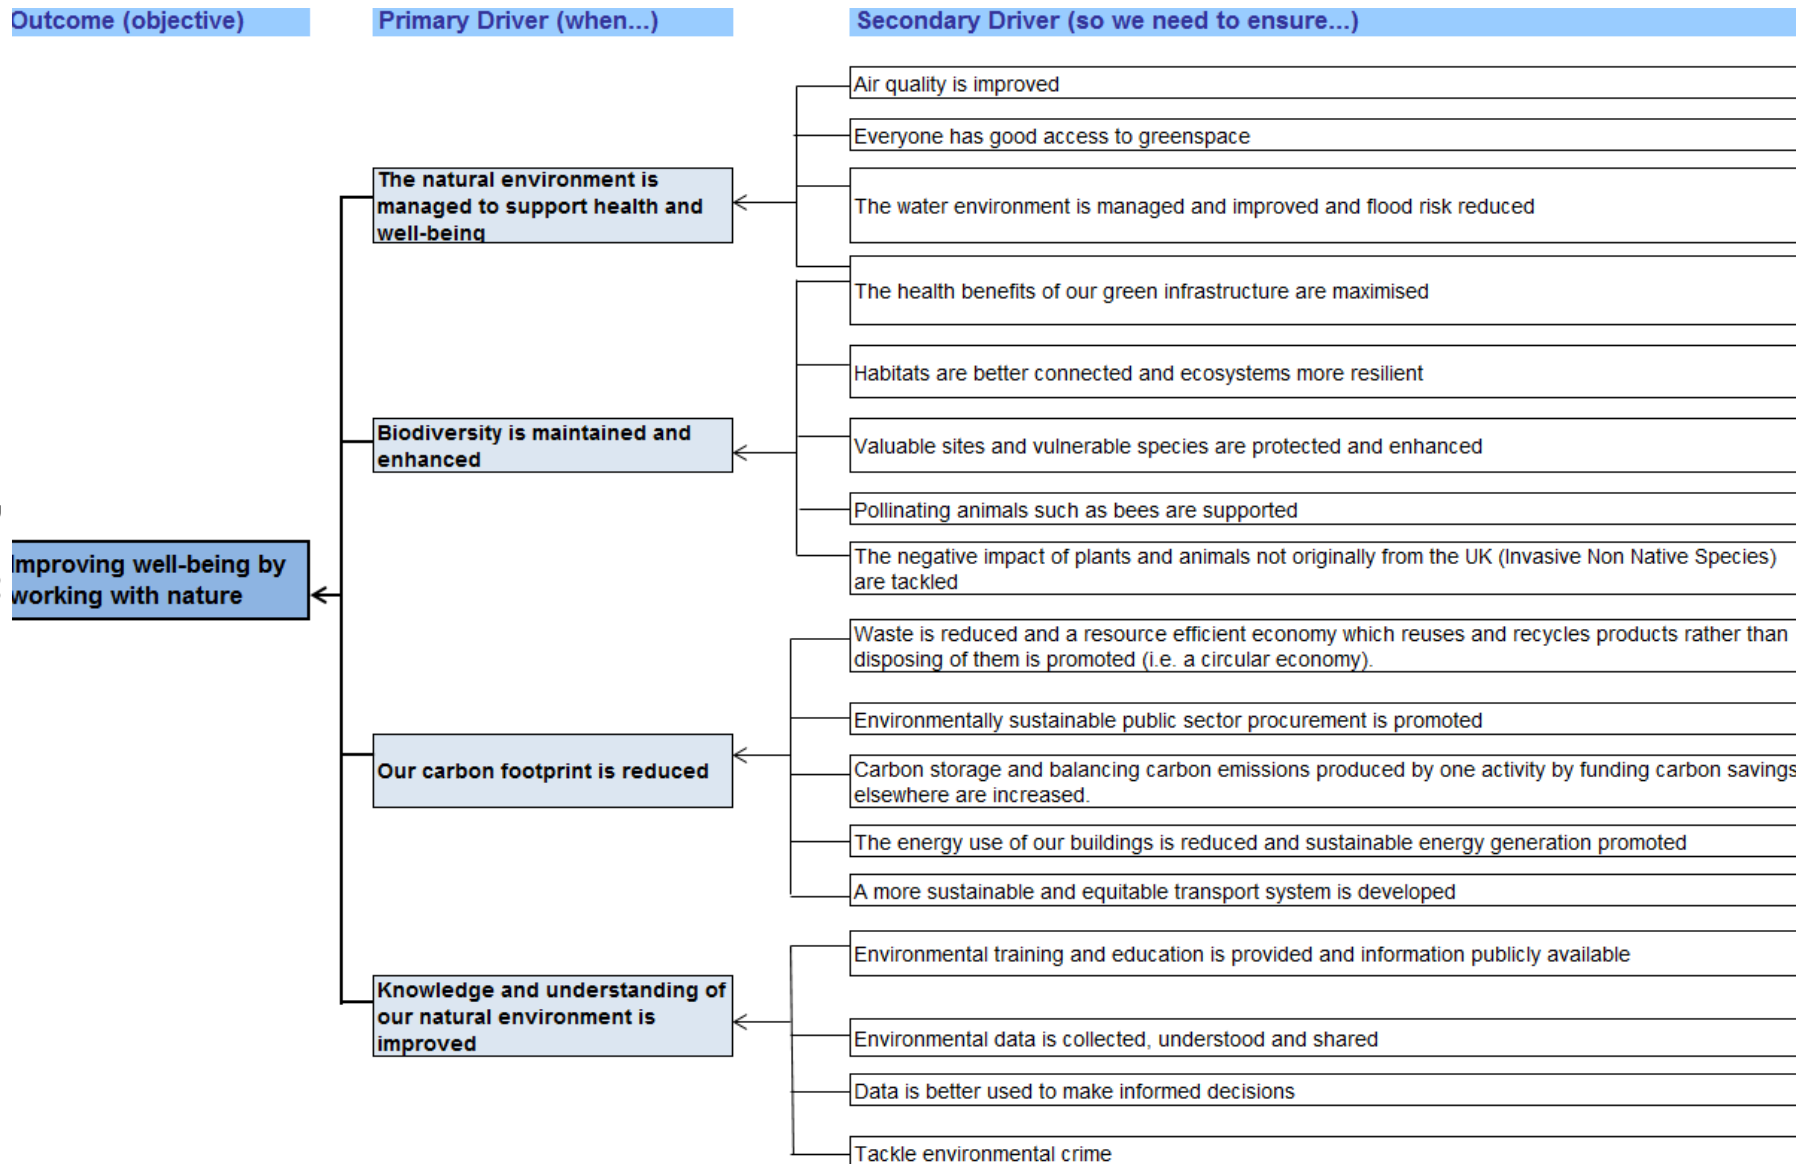 Outcome (objective)
Primary Driver (when...)
Secondary Driver (so we need to ensure...)
Improving well-being by
working with nature
The natural environment is
managed to support health and
well-being
Air quality is improved
Everyone has good access to greenspace
The water environment is managed and improved and flood risk reduced
The health benefits of our green infrastructure are maximised
Biodiversity is maintained and
enhanced
Habitats are better connected and ecosystems more resilient
Valuable sites and vulnerable species are protected and enhanced
Pollinating animals such as bees are supported
The negative impact of plants and animals not originally from the UK (Invasive Non Native Species)
are tackled
Our carbon footprint is reduced
Waste is reduced and a resource efficient economy which reuses and recycles products rather than
disposing of them is promoted (i.e. a circular economy).
Environmentally sustainable public sector procurement is promoted
Carbon storage and balancing carbon emissions produced by one activity by funding carbon savings
elsewhere are increased.
The energy use of our buildings is reduced and sustainable energy generation promoted
A more sustainable and equitable transport system is developed
Knowledge and understanding of
our natural environment is
improved
Environmental training and education is provided and information publicly available
Environmental data is collected, understood and shared
Data is better used to make informed decisions
Tackle environmental crime